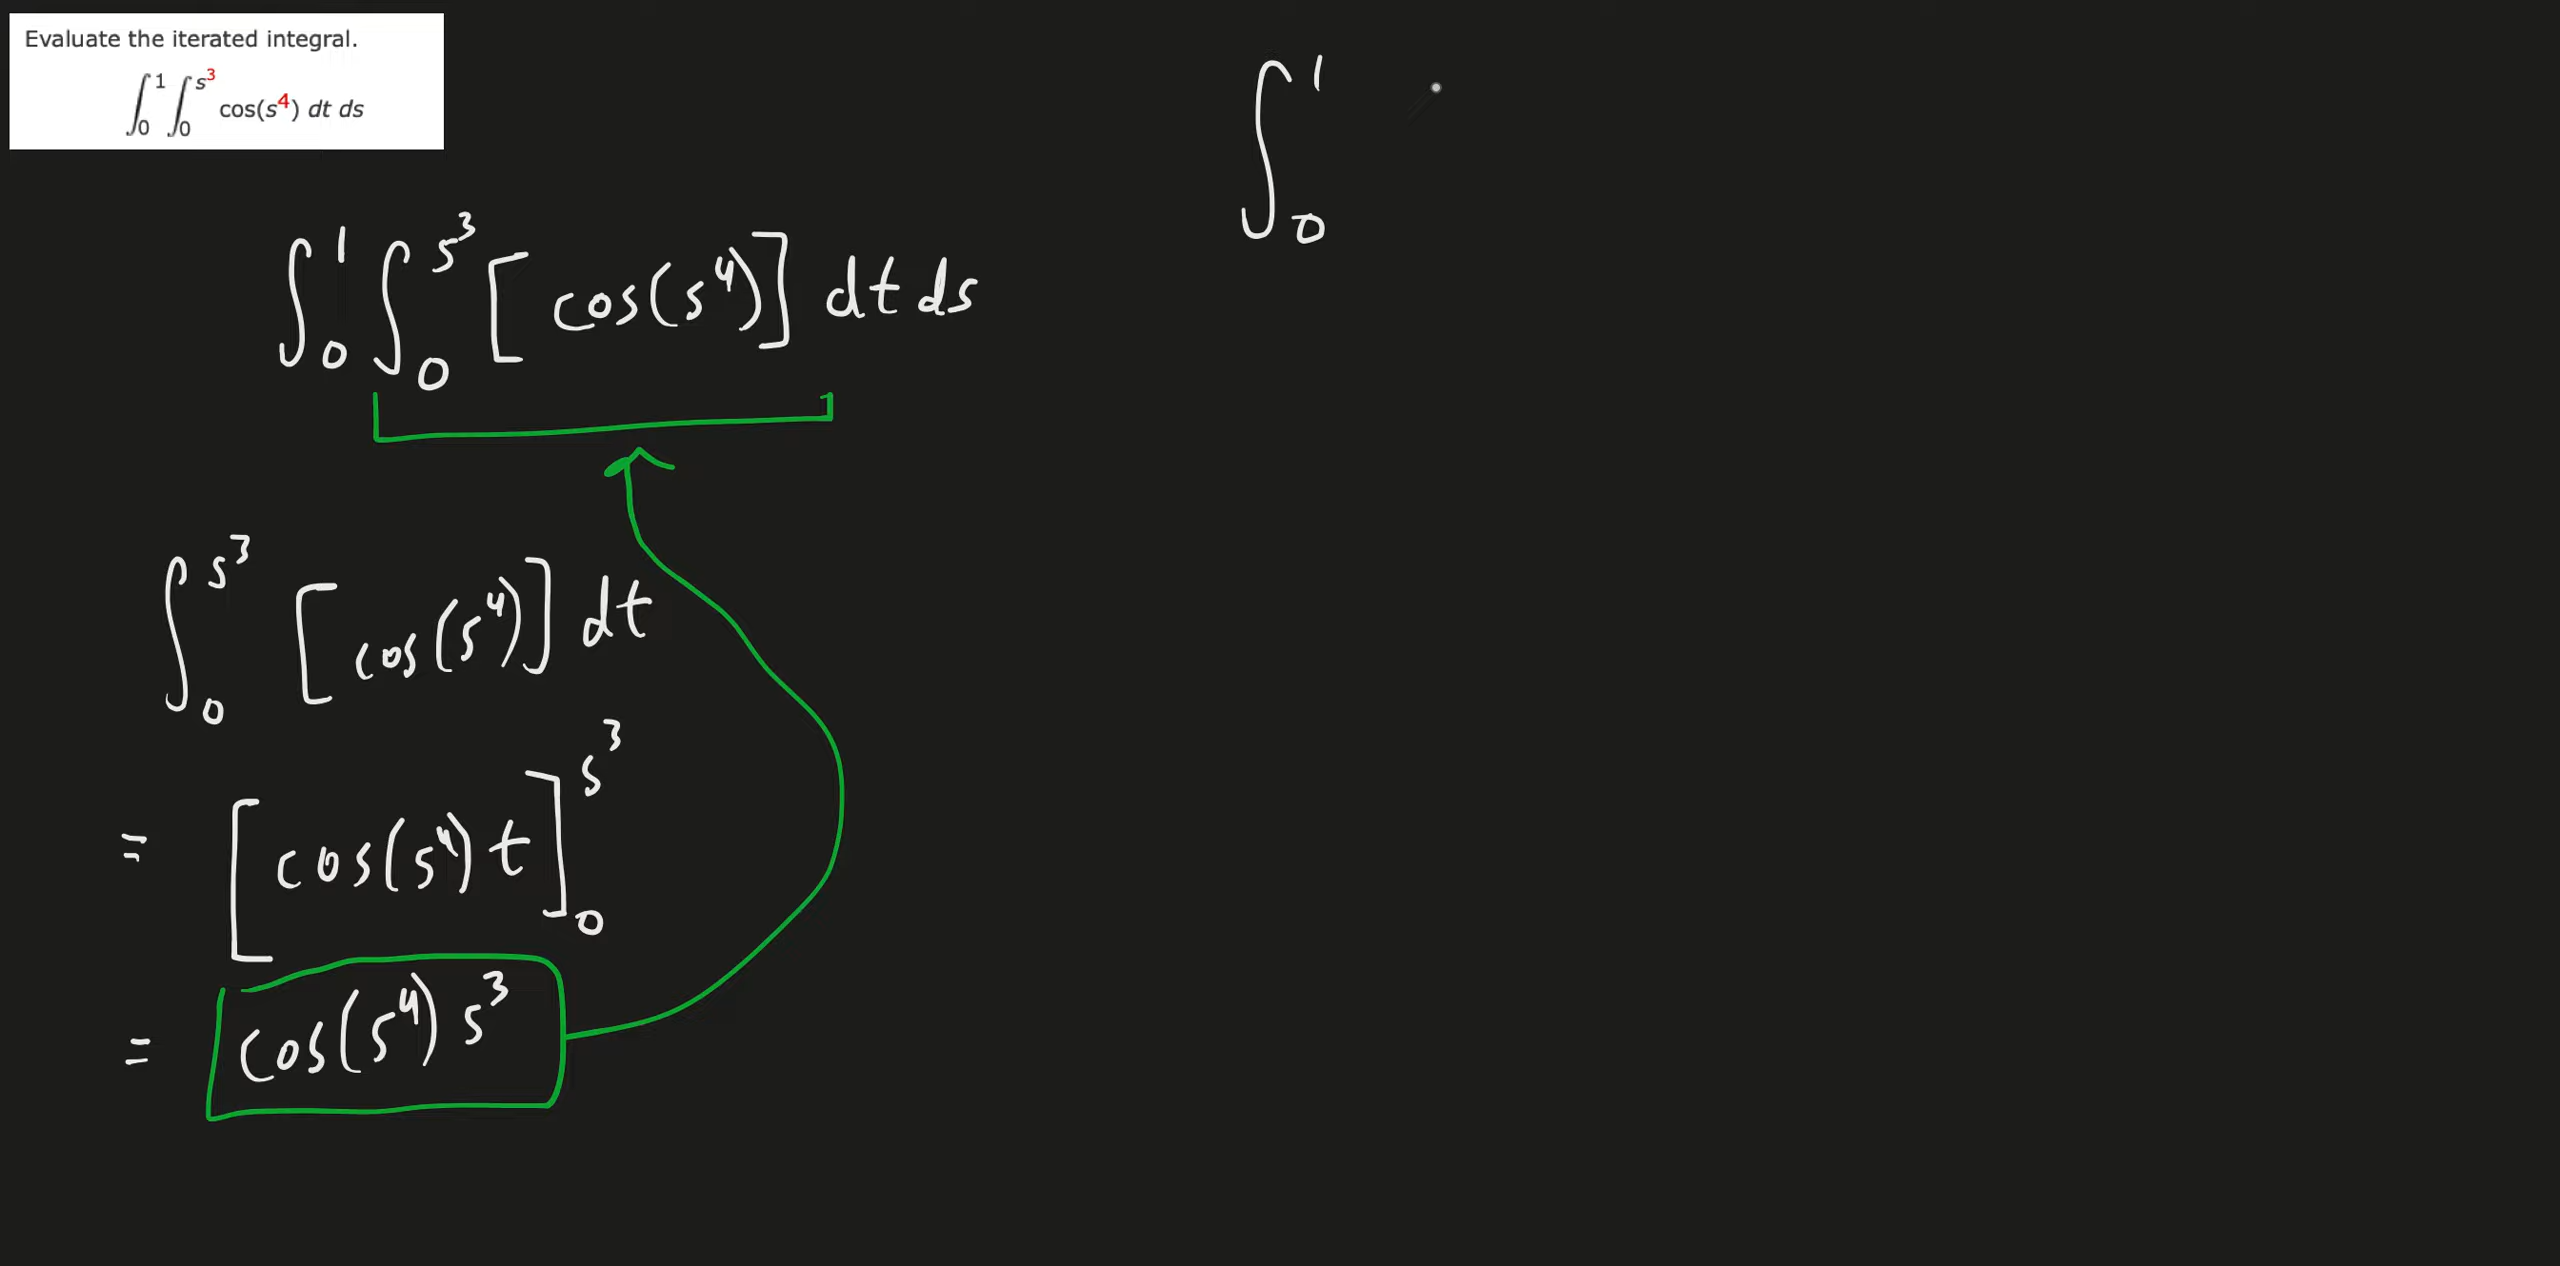 Evaluate the iterated integral.
∫₀¹ ∫₀^(s³) cos(s⁴) dt ds
∫₀¹ ∫₀^(s³) [cos(s⁴)] dt ds
∫₀^(s³) [cos(s⁴)] dt
= [cos(s⁴) t]₀^(s³)
= cos(s⁴) s³
∫₀¹